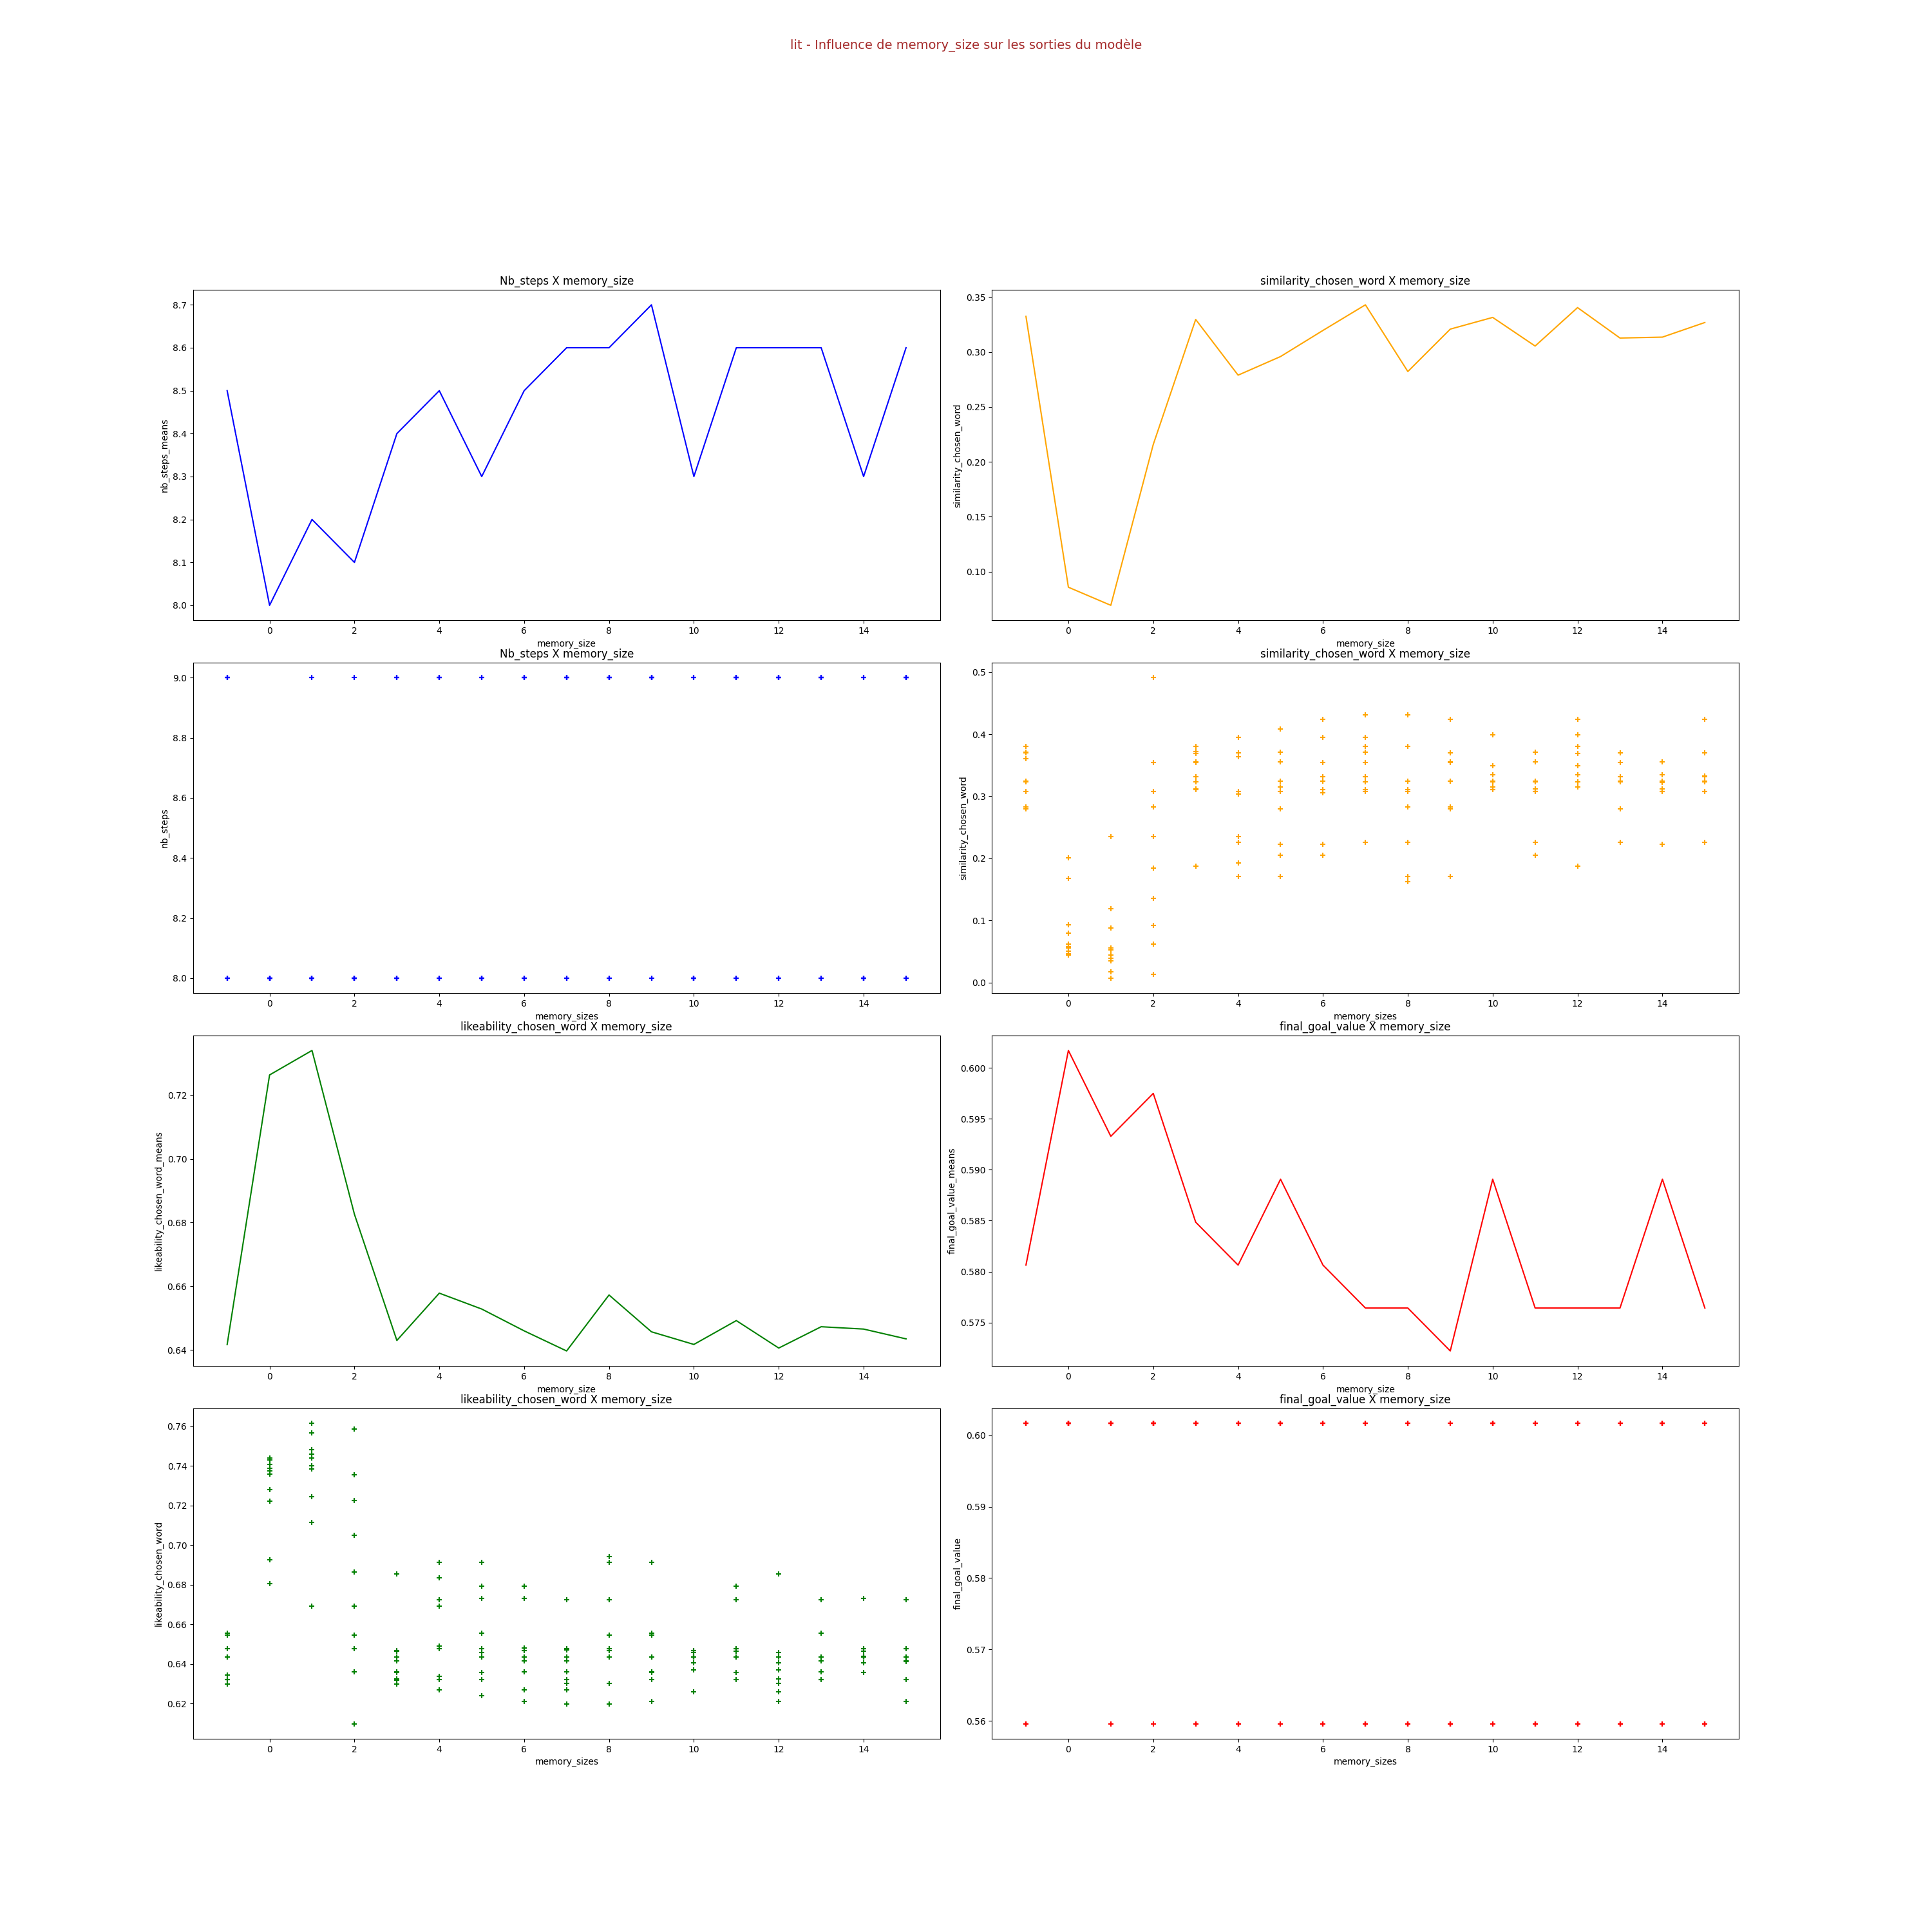 lit - Influence de memory_size sur les sorties du modèle
Nb_steps X memory_size
nb_steps_means
8.7
8.6
8.5
8.4
8.3
8.2
8.1
8.0
0 2 4 6 8 10 12 14
memory_size
similarity_chosen_word X memory_size
similarity_chosen_word
0.35
0.30
0.25
0.20
0.15
0.10
0 2 4 6 8 10 12 14
memory_size
Nb_steps X memory_size
nb_steps
9.0
8.8
8.6
8.4
8.2
8.0
0 2 4 6 8 10 12 14
memory_sizes
similarity_chosen_word X memory_size
similarity_chosen_word
0.5
0.4
0.3
0.2
0.1
0.0
0 2 4 6 8 10 12 14
memory_sizes
likeability_chosen_word X memory_size
likeability_chosen_word_means
0.72
0.70
0.68
0.66
0.64
0 2 4 6 8 10 12 14
memory_size
final_goal_value X memory_size
final_goal_value_means
0.600
0.595
0.590
0.585
0.580
0.575
0 2 4 6 8 10 12 14
memory_size
likeability_chosen_word X memory_size
likeability_chosen_word
0.76
0.74
0.72
0.70
0.68
0.66
0.64
0.62
0 2 4 6 8 10 12 14
memory_sizes
final_goal_value X memory_size
final_goal_value
0.60
0.59
0.58
0.57
0.56
0 2 4 6 8 10 12 14
memory_sizes